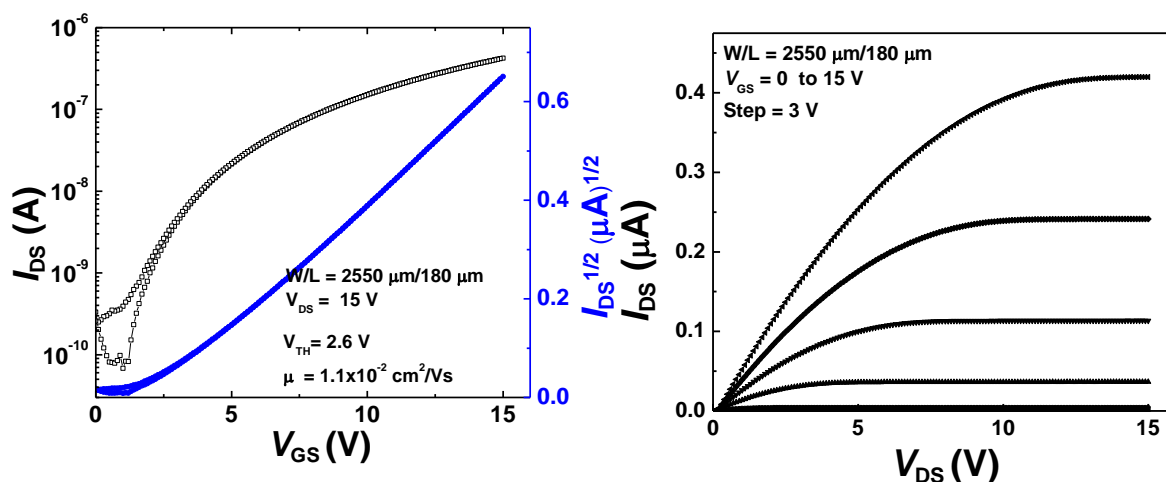 10⁻⁶
10⁻⁷
10⁻⁸
10⁻⁹
10⁻¹⁰
I_DS (A)
0 5 10 15
V_GS (V)
W/L = 2550 μm/180 μm
V_DS = 15 V
V_TH= 2.6 V
μ = 1.1x10⁻² cm²/Vs
0.6
0.4
0.2
0.0
I_DS^1/2 (μA)^1/2
W/L = 2550 μm/180 μm
V_GS = 0 to 15 V
Step = 3 V
0.4
0.3
0.2
0.1
0.0
I_DS (μA)
0 5 10 15
V_DS (V)